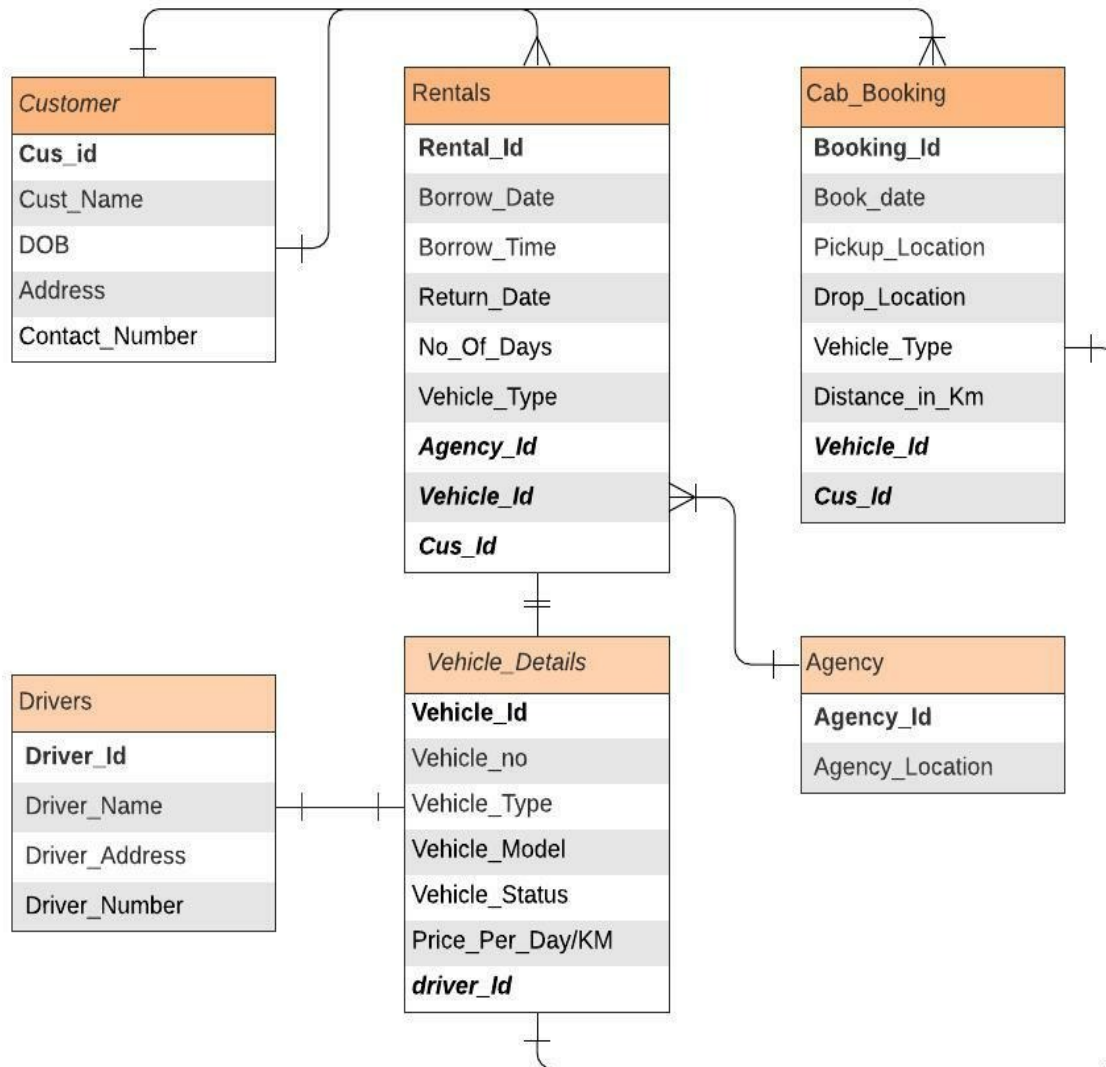 Customer
Cus_id
Cust_Name
DOB
Address
Contact_Number
Rentals
Rental_Id
Borrow_Date
Borrow_Time
Return_Date
No_Of_Days
Vehicle_Type
Agency_Id
Vehicle_Id
Cus_Id
Cab_Booking
Booking_Id
Book_date
Pickup_Location
Drop_Location
Vehicle_Type
Distance_in_Km
Vehicle_Id
Cus_Id
Drivers
Driver_Id
Driver_Name
Driver_Address
Driver_Number
Vehicle_Details
Vehicle_Id
Vehicle_no
Vehicle_Type
Vehicle_Model
Vehicle_Status
Price_Per_Day/KM
driver_Id
Agency
Agency_Id
Agency_Location